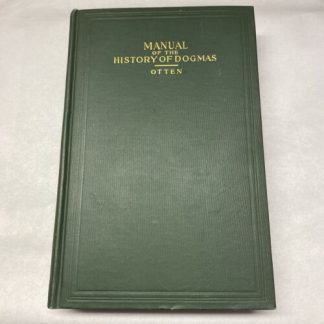 MANUAL
OF THE
HISTORY OF DOGMAS
OTTEN